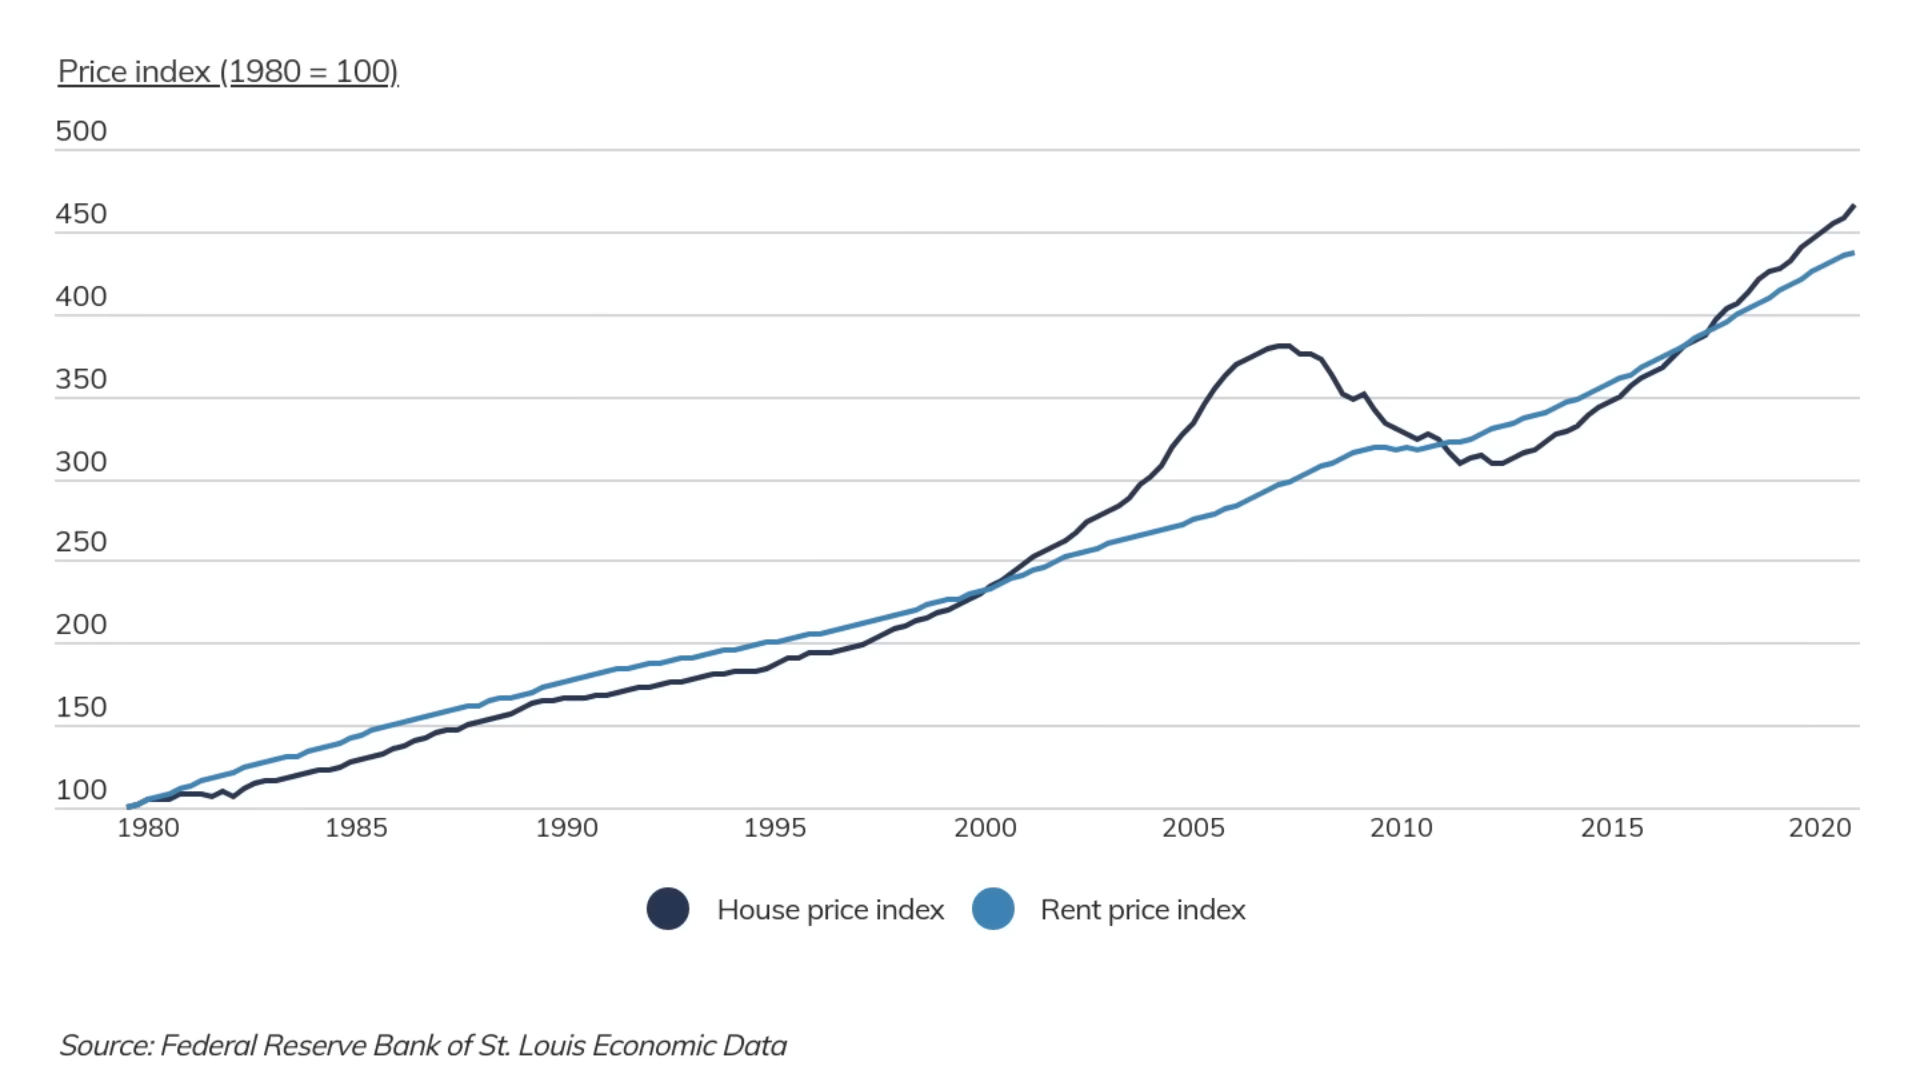 Price index (1980 = 100)
500
450
400
350
300
250
200
150
100
1980 1985 1990 1995 2000 2005 2010 2015 2020
House price index Rent price index
Source: Federal Reserve Bank of St. Louis Economic Data